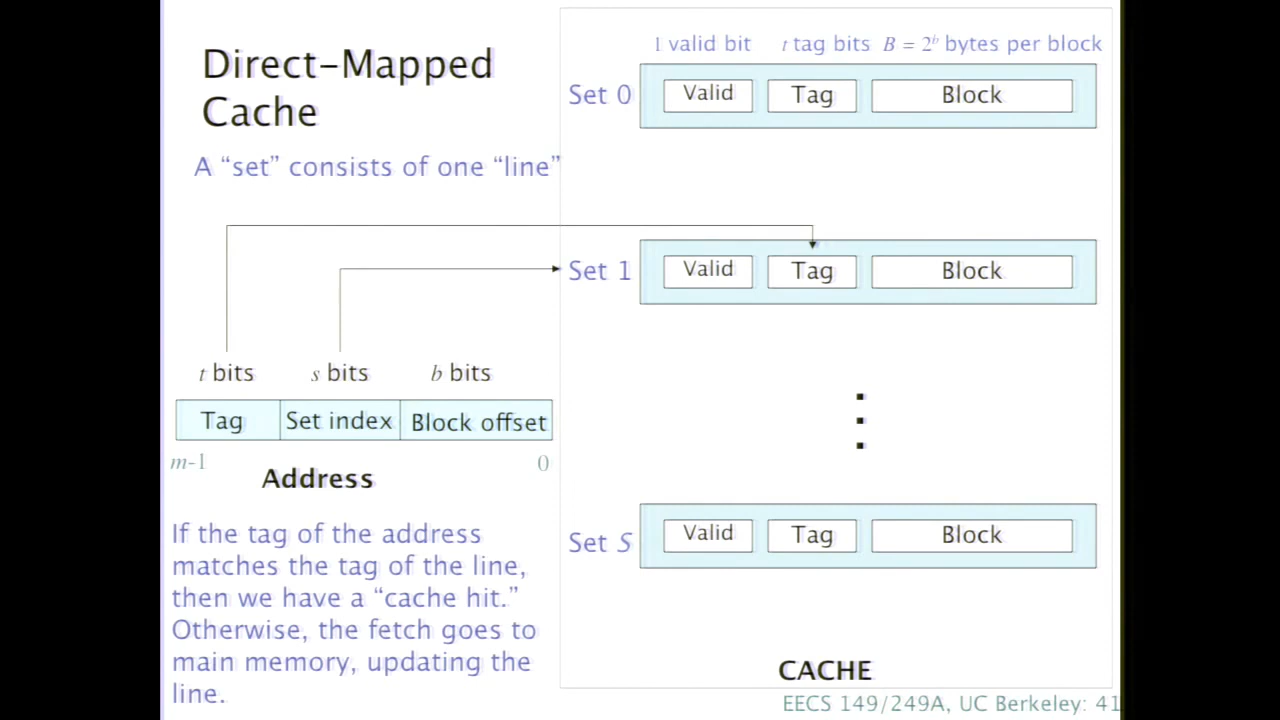 Direct-Mapped
Cache
A “set” consists of one “line”
1 valid bit t tag bits B = 2ᵇ bytes per block
Set 0 Valid Tag Block
Set 1 Valid Tag Block
t bits s bits b bits
Tag Set index Block offset
m-1 0
Address
If the tag of the address
matches the tag of the line,
then we have a “cache hit.”
Otherwise, the fetch goes to
main memory, updating the
line.
Set S Valid Tag Block
CACHE
EECS 149/249A, UC Berkeley: 41